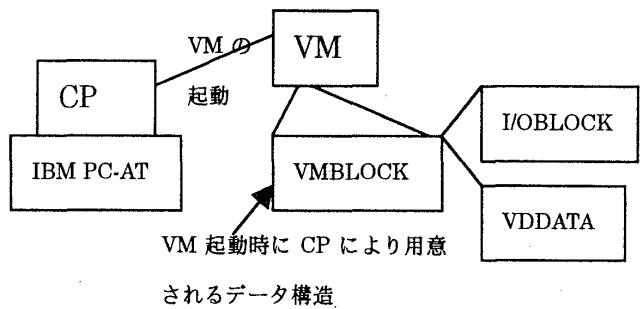 VM の
起動
VM
CP
IBM PC-AT
VMBLOCK
I/OBLOCK
VDDATA
VM 起動時に CP により用意
されるデータ構造